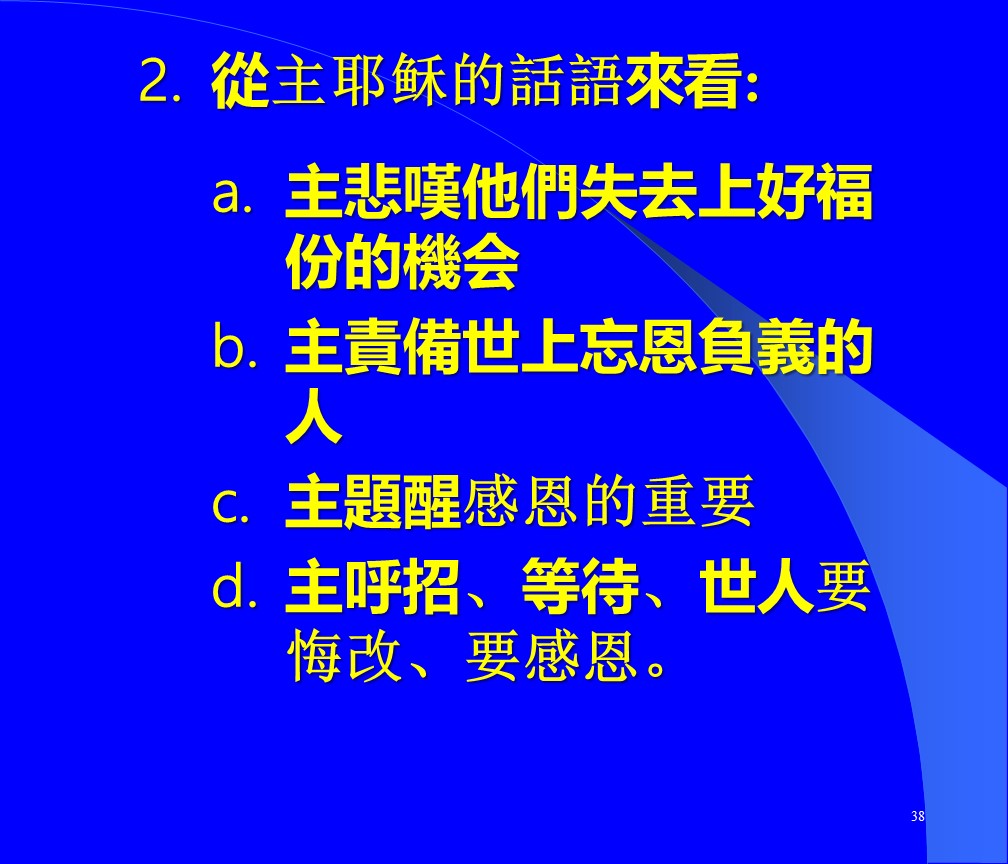 2. 從主耶稣的話語來看:
a. 主悲嘆他們失去上好福
份的機会
b. 主責備世上忘恩負義的
人
c. 主題醒感恩的重要
d. 主呼招、等待、世人要
悔改、要感恩。
38